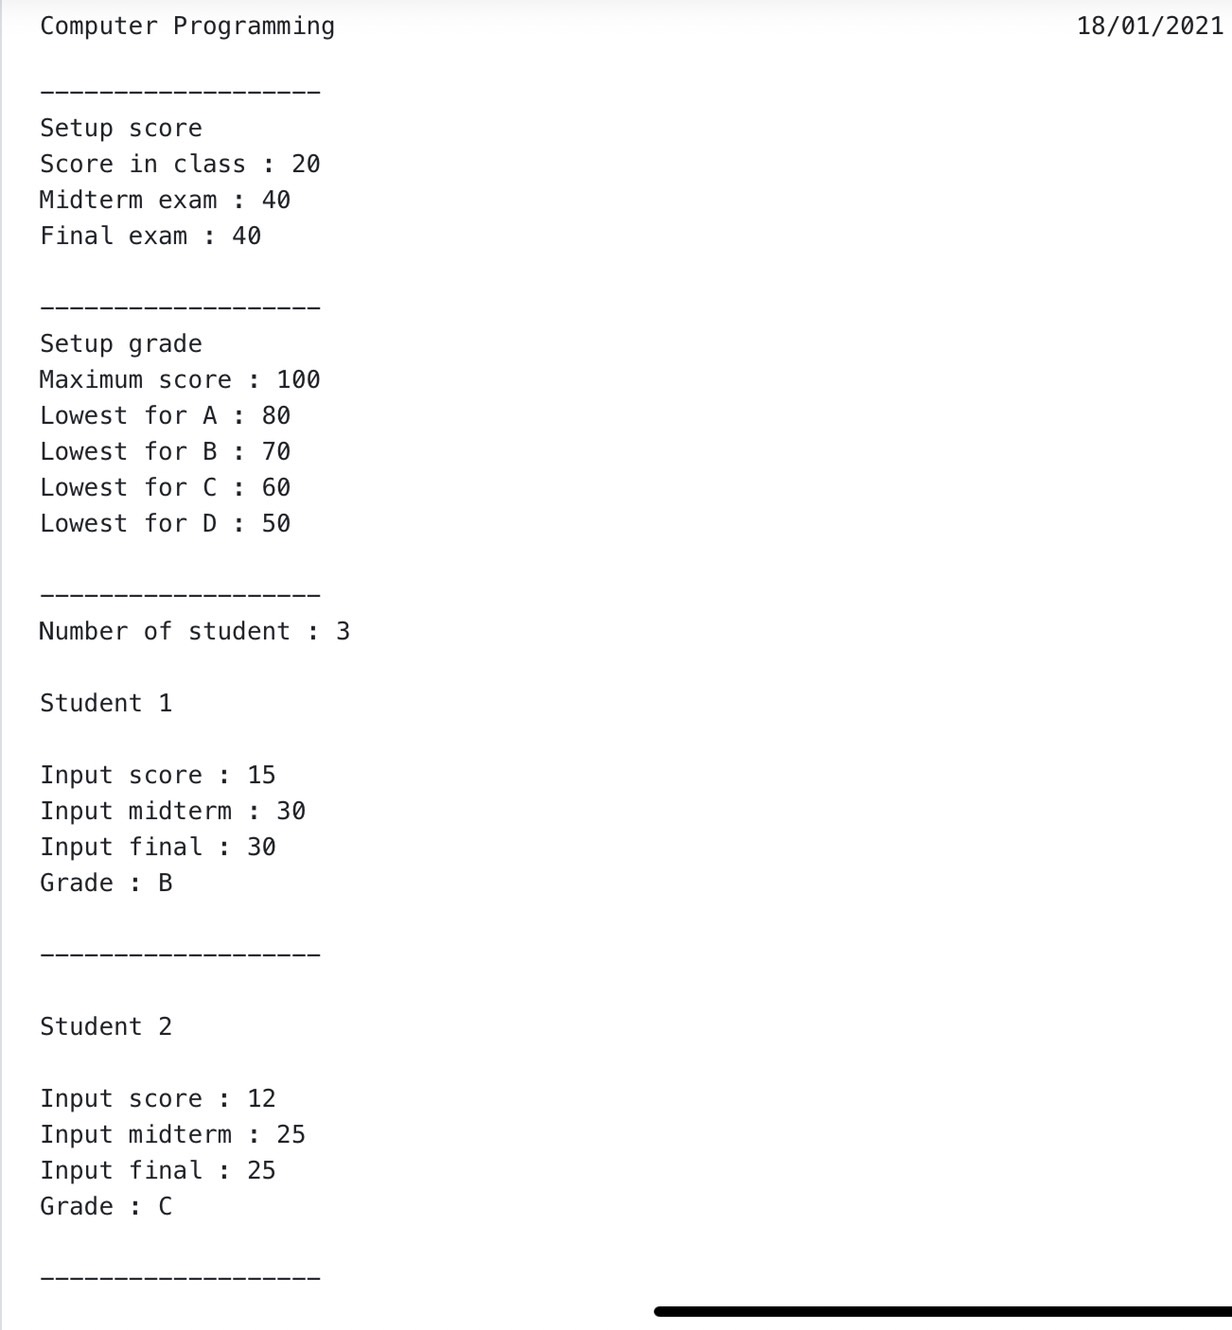 Computer Programming 18/01/2021
-------------------
Setup score
Score in class : 20
Midterm exam : 40
Final exam : 40
-------------------
Setup grade
Maximum score : 100
Lowest for A : 80
Lowest for B : 70
Lowest for C : 60
Lowest for D : 50
-------------------
Number of student : 3
Student 1
Input score : 15
Input midterm : 30
Input final : 30
Grade : B
-------------------
Student 2
Input score : 12
Input midterm : 25
Input final : 25
Grade : C
-------------------